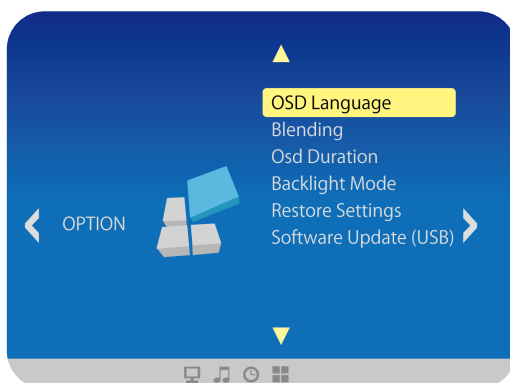 OSD Language
Blending
Osd Duration
Backlight Mode
OPTION
Restore Settings
Software Update (USB)